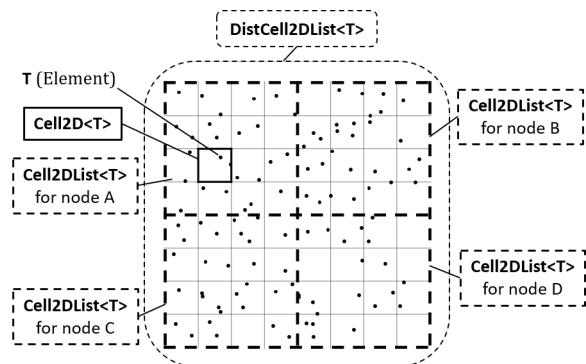 DistCell2DList<T>
T (Element)
Cell2D<T>
Cell2DList<T>
for node A
Cell2DList<T>
for node B
Cell2DList<T>
for node C
Cell2DList<T>
for node D